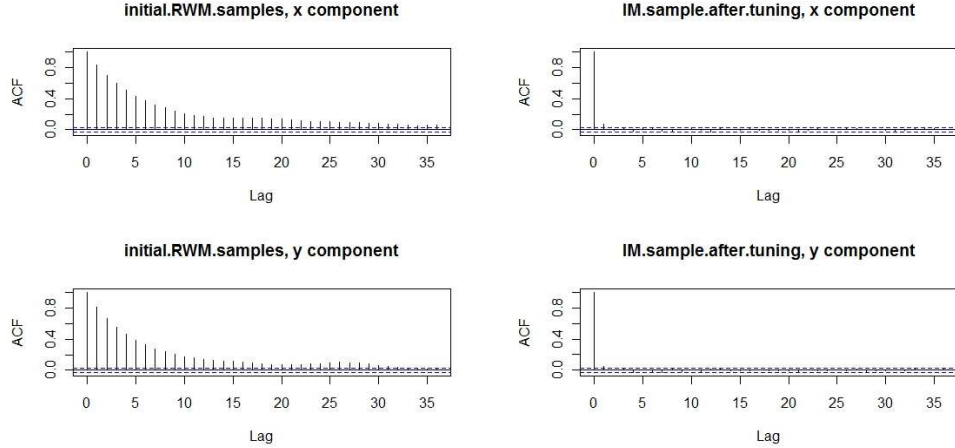 initial.RWM.samples, x component
ACF
0.0 0.4 0.8
0 5 10 15 20 25 30 35
Lag
IM.sample.after.tuning, x component
ACF
0.0 0.4 0.8
0 5 10 15 20 25 30 35
Lag
initial.RWM.samples, y component
ACF
0.0 0.4 0.8
0 5 10 15 20 25 30 35
Lag
IM.sample.after.tuning, y component
ACF
0.0 0.4 0.8
0 5 10 15 20 25 30 35
Lag